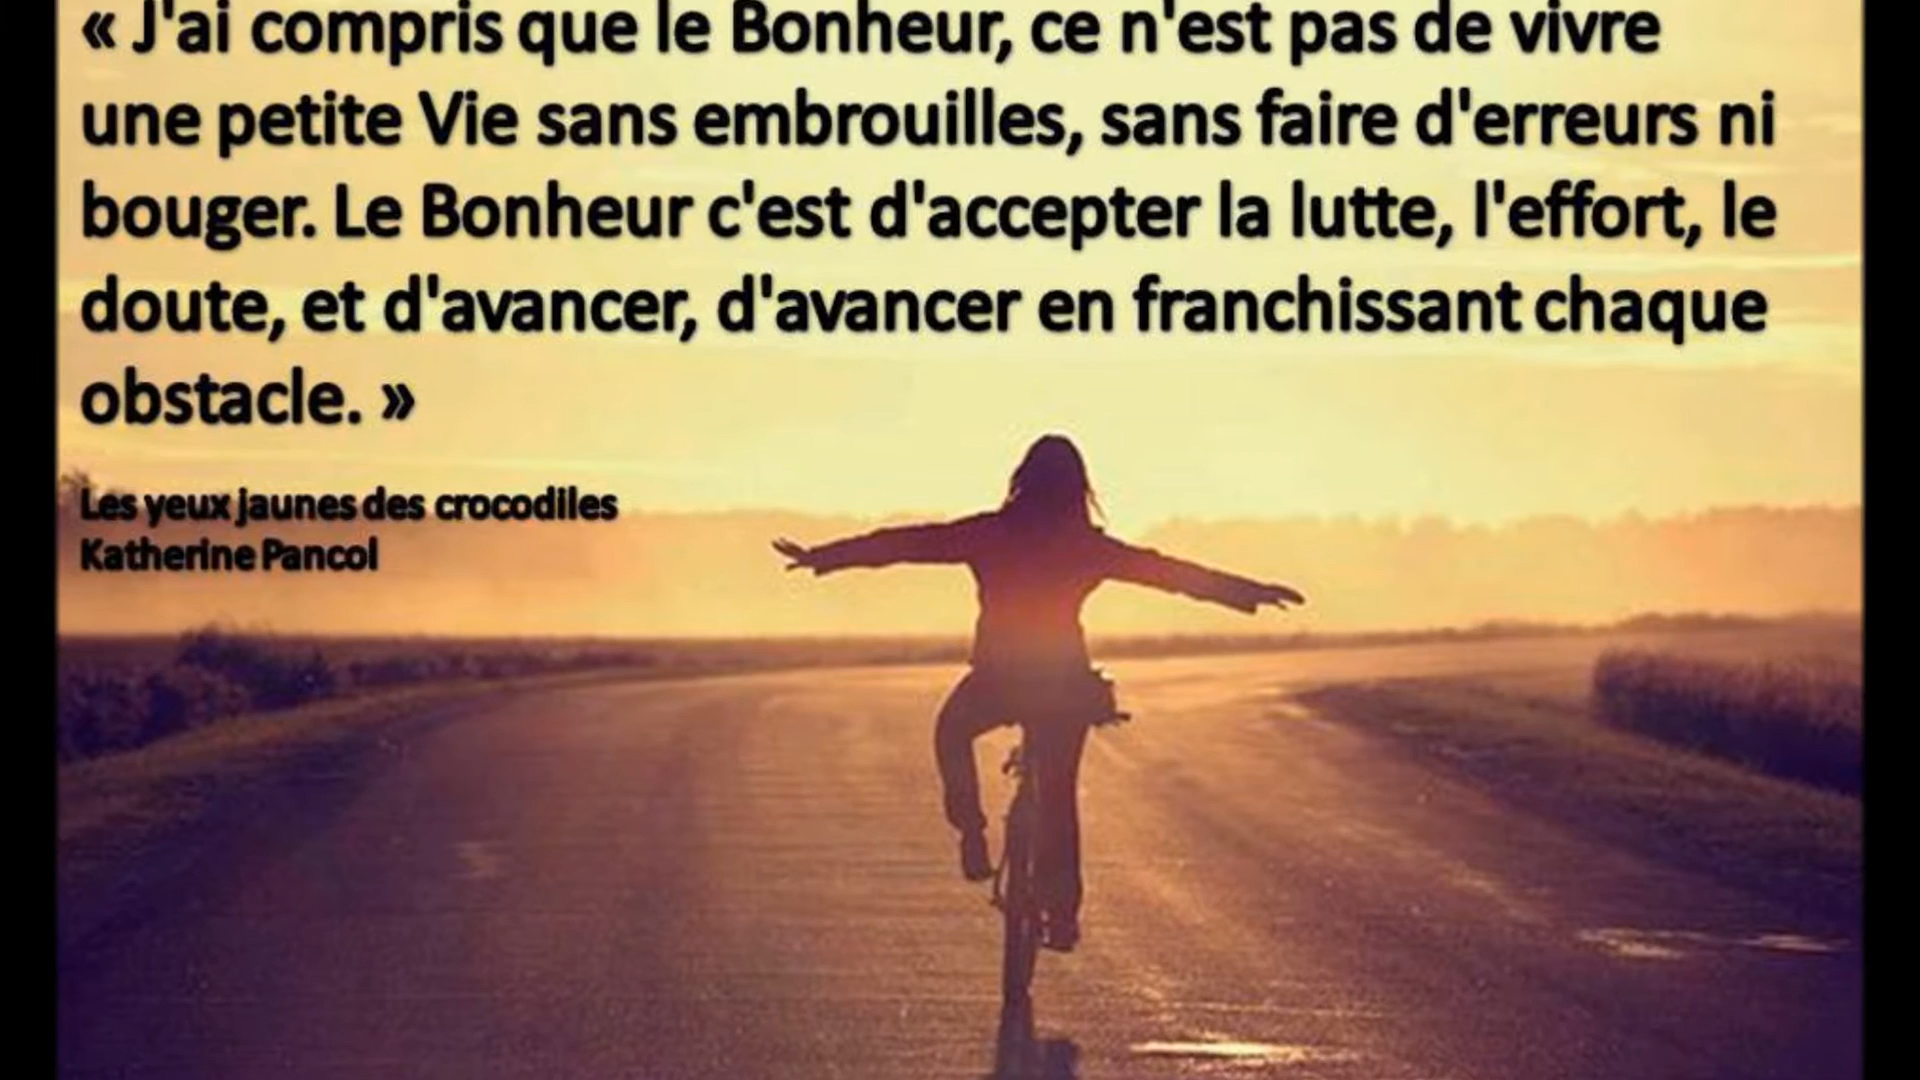 « J'ai compris que le Bonheur, ce n'est pas de vivre
une petite Vie sans embrouilles, sans faire d'erreurs ni
bouger. Le Bonheur c'est d'accepter la lutte, l'effort, le
doute, et d'avancer, d'avancer en franchissant chaque
obstacle. »
Les yeux jaunes des crocodiles
Katherine Pancol